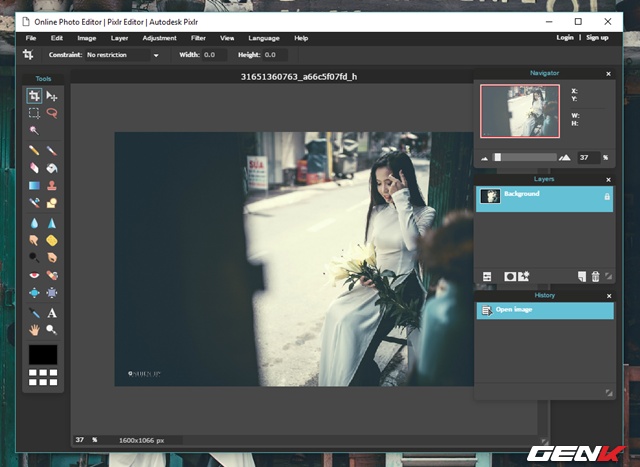 Online Photo Editor | Pixlr Editor | Autodesk Pixlr
File Edit Image Layer Adjustment Filter View Language Help Login | Sign up
Constraint: No restriction Width: 0.0 Height: 0.0
Tools
31651360763_a66c5f07fd_h
Navigator
X:
Y:
W:
H:
37 %
Layers
Background
History
Open image
SỬA
A
37 % 1600x1066 px
GENK